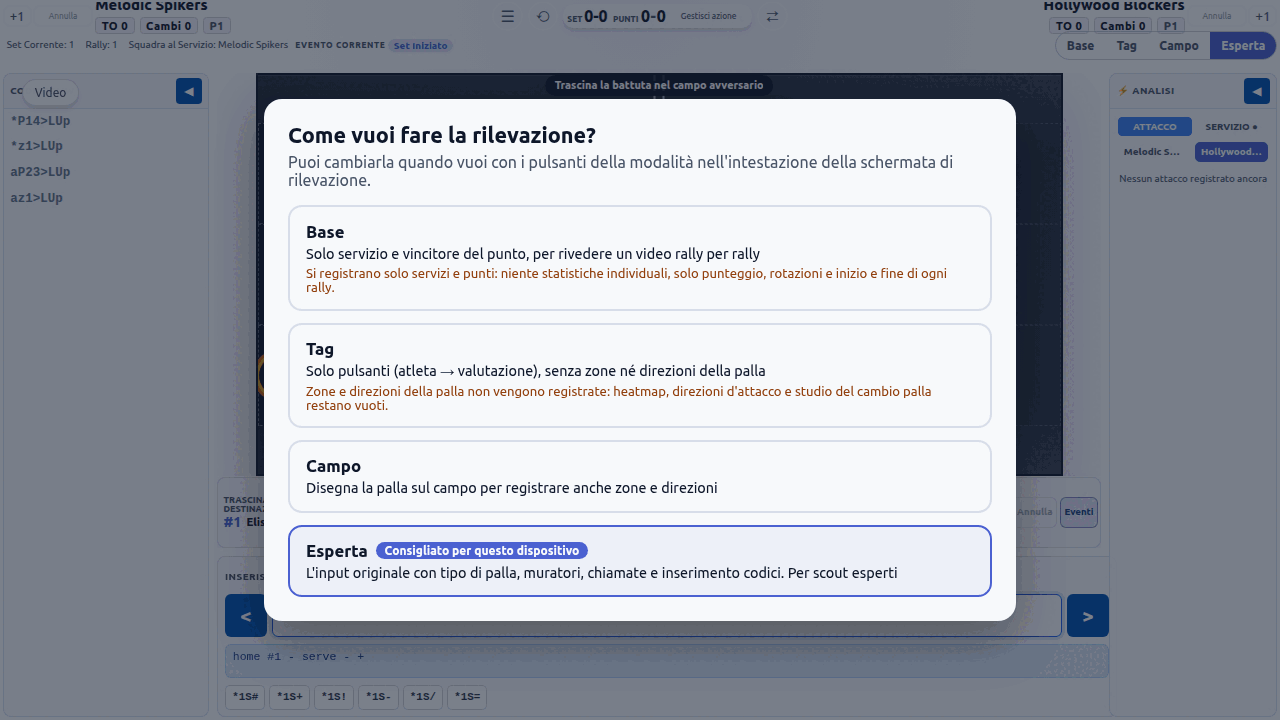 +1
Annulla
Melodic Spikers
TO 0
Cambi 0
P1
SET 0-0 PUNTI 0-0
Gestisci azione
Hollywood Blockers
TO 0
Cambi 0
P1
Annulla
+1
Set Corrente: 1 Rally: 1 Squadra al Servizio: Melodic Spikers EVENTO CORRENTE Set Iniziato
Base
Tag
Campo
Esperta
Video
*P14>LUp
*z1>LUp
aP23>LUp
az1>LUp
Trascina la battuta nel campo avversario
ANALISI
ATTACCO
SERVIZIO •
Melodic S...
Hollywood...
Nessun attacco registrato ancora
Come vuoi fare la rilevazione?
Puoi cambiarla quando vuoi con i pulsanti della modalità nell'intestazione della schermata di
rilevazione.
Base
Solo servizio e vincitore del punto, per rivedere un video rally per rally
Si registrano solo servizi e punti: niente statistiche individuali, solo punteggio, rotazioni e inizio e fine di ogni
rally.
Tag
Solo pulsanti (atleta → valutazione), senza zone né direzioni della palla
Zone e direzioni della palla non vengono registrate: heatmap, direzioni d'attacco e studio del cambio palla
restano vuoti.
Campo
Disegna la palla sul campo per registrare anche zone e direzioni
Esperta
Consigliato per questo dispositivo
L'input originale con tipo di palla, muratori, chiamate e inserimento codici. Per scout esperti
#1
Annulla
Eventi
<
>
home #1 - serve - +
*1S#
*1S+
*1S!
*1S-
*1S/
*1S=